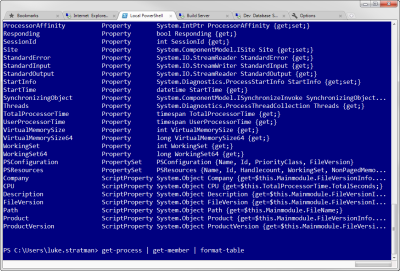 Internet Explore...
Local PowerShell
Build Server
Dev Database S...
Options
ProcessorAffinity Property System.IntPtr ProcessorAffinity {get;set;}
Responding Property bool Responding {get;}
SessionId Property int SessionId {get;}
Site Property System.ComponentModel.ISite Site {get;set;}
StandardError Property System.IO.StreamReader StandardError {get;}
StandardInput Property System.IO.StreamWriter StandardInput {get;}
StandardOutput Property System.IO.StreamReader StandardOutput {get;}
StartInfo Property System.Diagnostics.ProcessStartInfo StartInfo {get;set;}
StartTime Property datetime StartTime {get;}
SynchronizingObject Property System.ComponentModel.ISynchronizeInvoke SynchronizingObject...
Threads Property System.Diagnostics.ProcessThreadCollection Threads {get;}
TotalProcessorTime Property timespan TotalProcessorTime {get;}
UserProcessorTime Property timespan UserProcessorTime {get;}
VirtualMemorySize Property int VirtualMemorySize {get;}
VirtualMemorySize64 Property long VirtualMemorySize64 {get;}
WorkingSet Property int WorkingSet {get;}
WorkingSet64 Property long WorkingSet64 {get;}
PSConfiguration PropertySet PSConfiguration {Name, Id, PriorityClass, FileVersion}
PSResources PropertySet PSResources {Name, Id, Handlecount, WorkingSet, NonPagedMemo...
Company ScriptProperty System.Object Company {get=$this.Mainmodule.FileVersionInfo....
CPU ScriptProperty System.Object CPU {get=$this.TotalProcessorTime.TotalSeconds;}
Description ScriptProperty System.Object Description {get=$this.Mainmodule.FileVersionI...
FileVersion ScriptProperty System.Object FileVersion {get=$this.Mainmodule.FileVersionI...
Path ScriptProperty System.Object Path {get=$this.Mainmodule.FileName;}
Product ScriptProperty System.Object Product {get=$this.Mainmodule.FileVersionInfo....
ProductVersion ScriptProperty System.Object ProductVersion {get=$this.Mainmodule.FileVersi...
PS C:\Users\luke.stratman> get-process | get-member | format-table